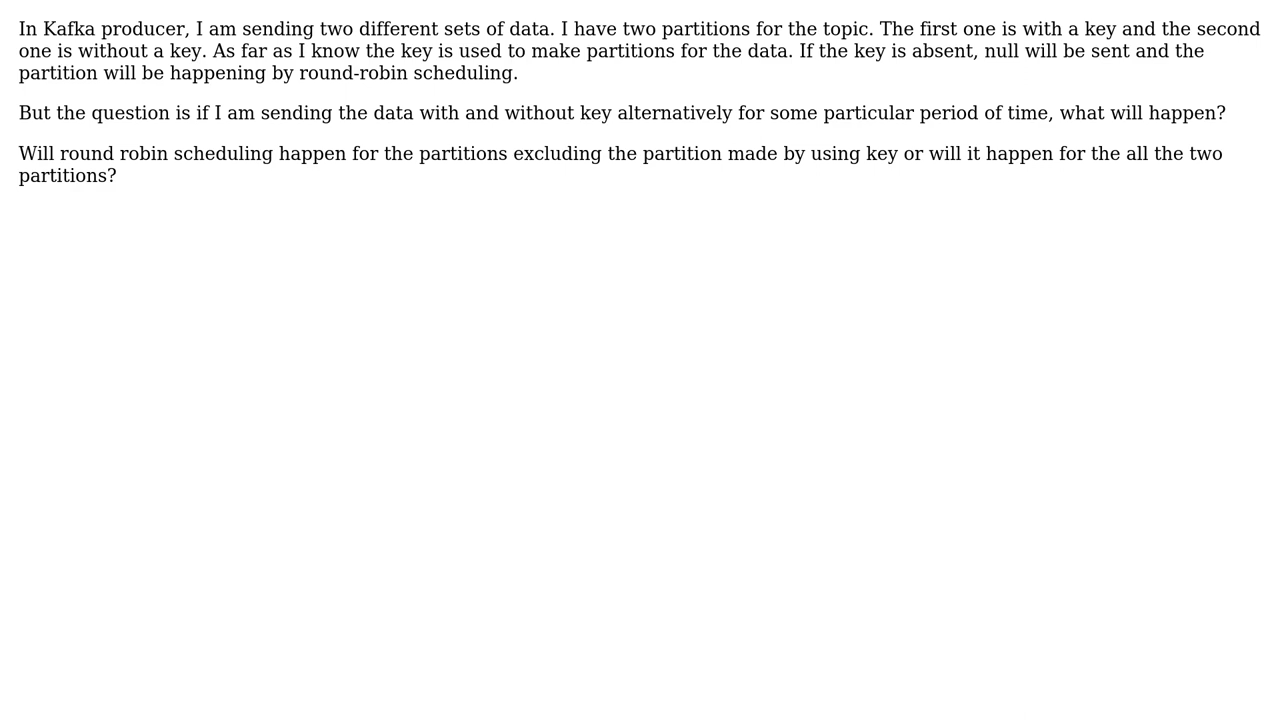 In Kafka producer, I am sending two different sets of data. I have two partitions for the topic. The first one is with a key and the second
one is without a key. As far as I know the key is used to make partitions for the data. If the key is absent, null will be sent and the
partition will be happening by round-robin scheduling.
But the question is if I am sending the data with and without key alternatively for some particular period of time, what will happen?
Will round robin scheduling happen for the partitions excluding the partition made by using key or will it happen for the all the two
partitions?